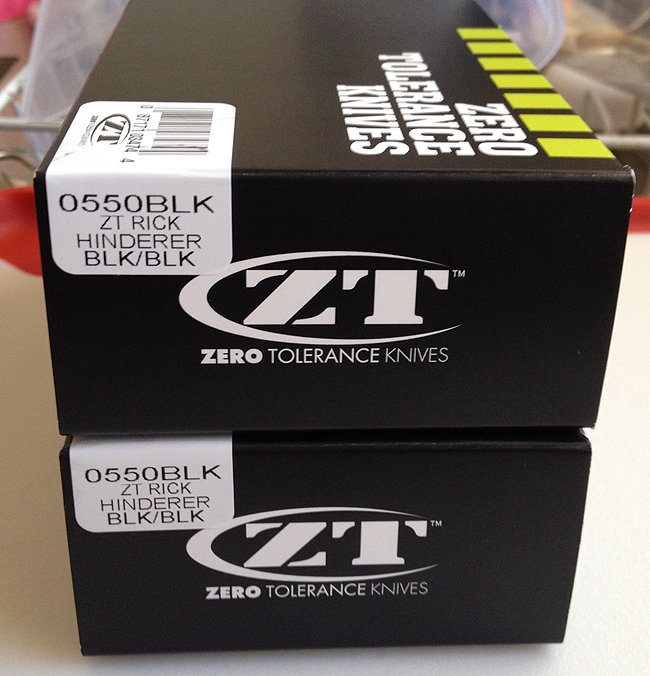 ZERO
TOLERANCE
KNIVES
ZT
0550BLK
ZT RICK
HINDERER
BLK/BLK
ZT™
ZERO TOLERANCE KNIVES
0550BLK
ZT RICK
HINDERER
BLK/BLK
ZT™
ZERO TOLERANCE KNIVES